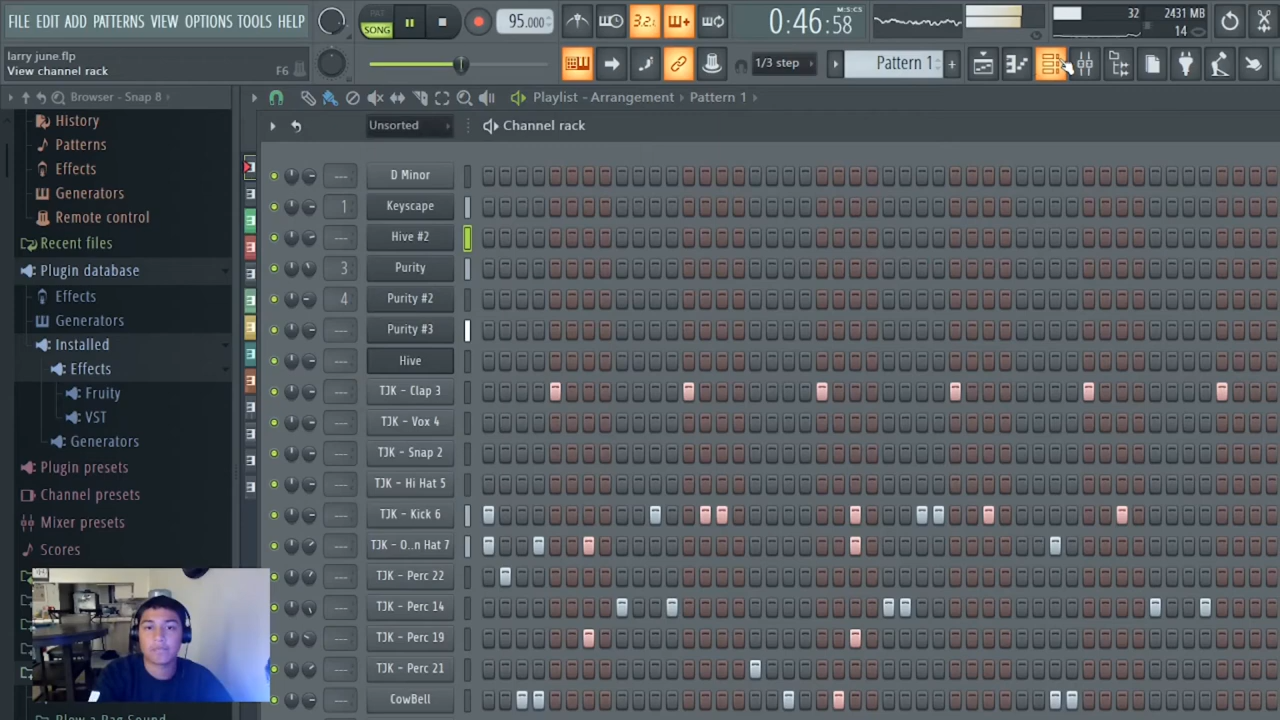 FILE EDIT ADD PATTERNS VIEW OPTIONS TOOLS HELP
PAT
SONG
95.000
3.2.
0:46:58
M:S:CS
32
2431 MB
14
larry june.flp
View channel rack
F6
1/3 step
Pattern 1
Browser - Snap 8
Playlist - Arrangement
Pattern 1
Unsorted
Channel rack
History
Patterns
Effects
Generators
Remote control
Recent files
Plugin database
Effects
Generators
Installed
Effects
Fruity
VST
Generators
Plugin presets
Channel presets
Mixer presets
Scores
--- D Minor
1 Keyscape
--- Hive #2
3 Purity
4 Purity #2
--- Purity #3
--- Hive
--- TJK - Clap 3
--- TJK - Vox 4
--- TJK - Snap 2
--- TJK - Hi Hat 5
--- TJK - Kick 6
--- TJK - O..n Hat 7
--- TJK - Perc 22
--- TJK - Perc 14
--- TJK - Perc 19
--- TJK - Perc 21
--- CowBell